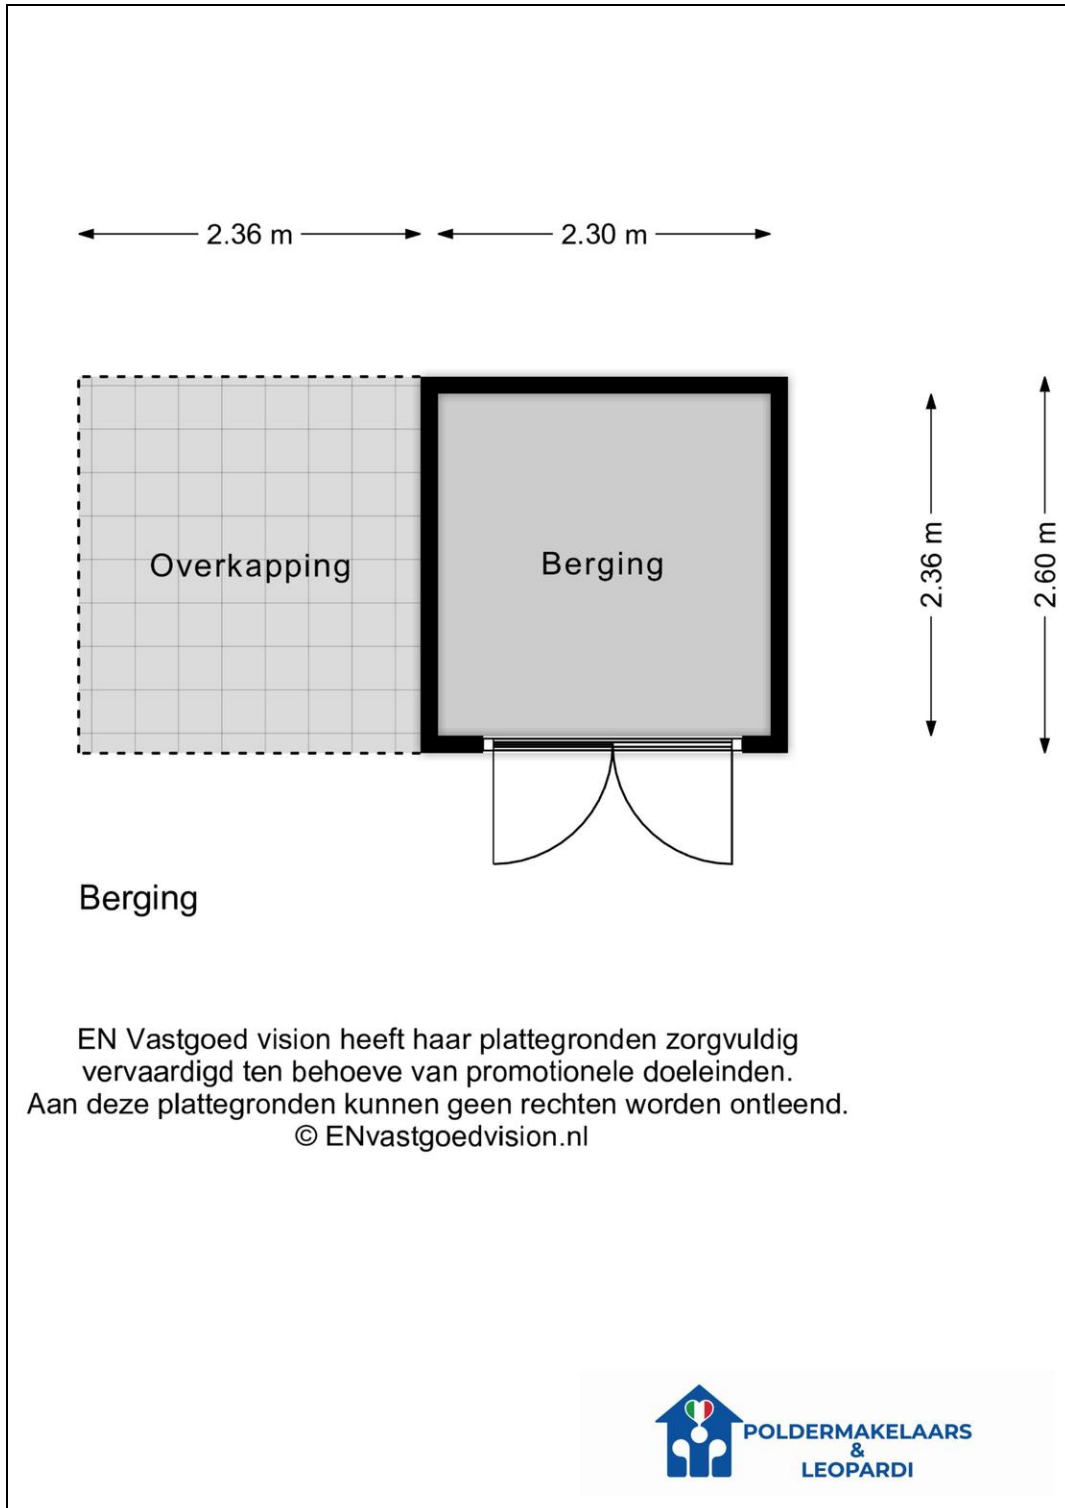 2.36 m
2.30 m
Overkapping
Berging
2.36 m
2.60 m
Berging
EN Vastgoed vision heeft haar plattegronden zorgvuldig
vervaardigd ten behoeve van promotionele doeleinden.
Aan deze plattegronden kunnen geen rechten worden ontleend.
© ENvastgoedvision.nl
POLDERMAKELAARS
&
LEOPARDI